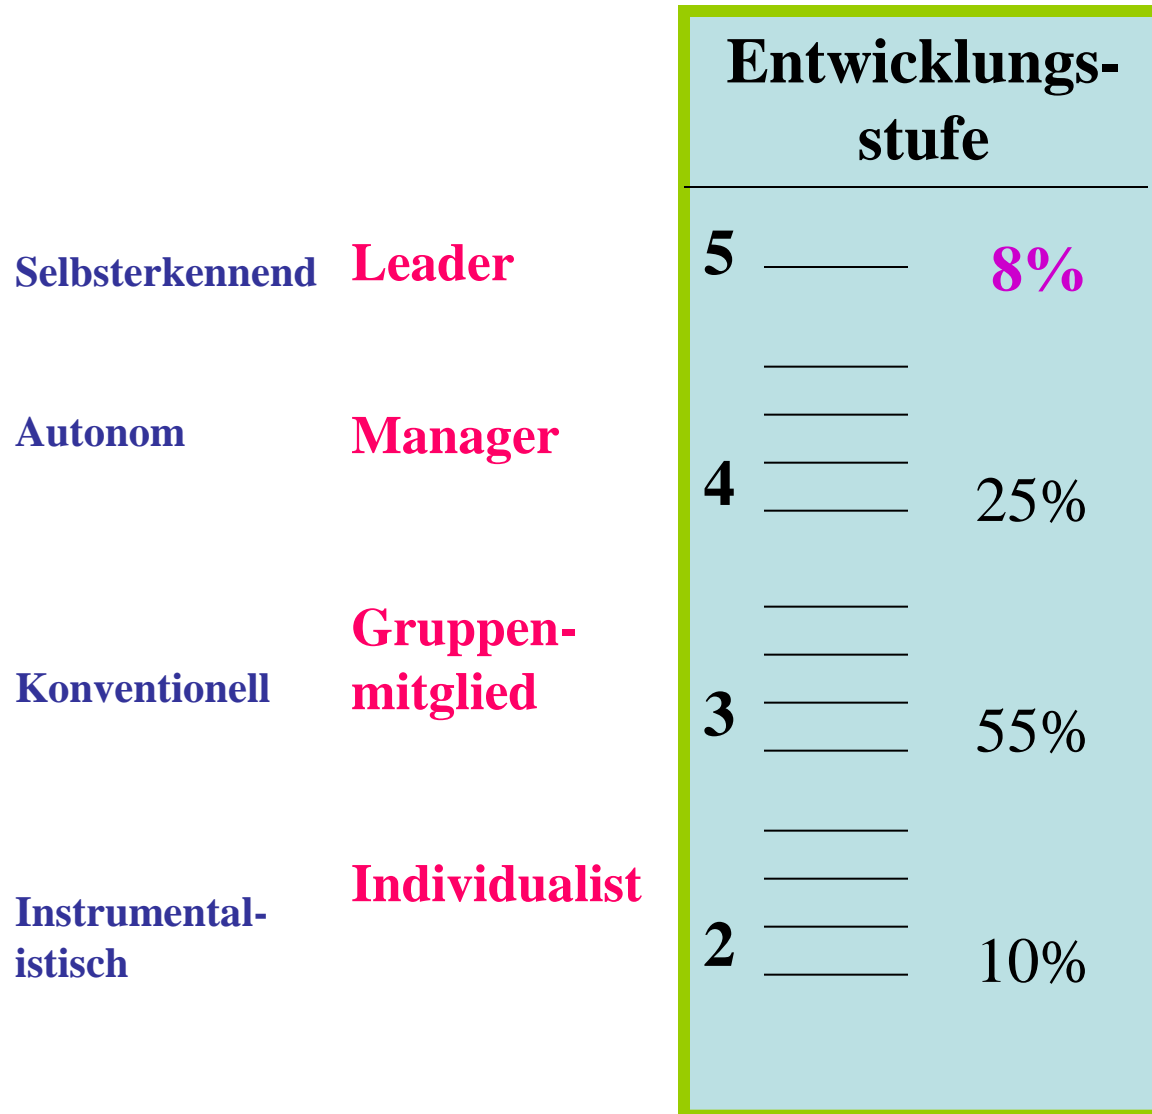 Entwicklungs-
stufe
Selbsterkennend Leader 5 8%
Autonom Manager
4 25%
Gruppen-
mitglied
Konventionell
3 55%
Individualist
Instrumental-
istisch
2 10%